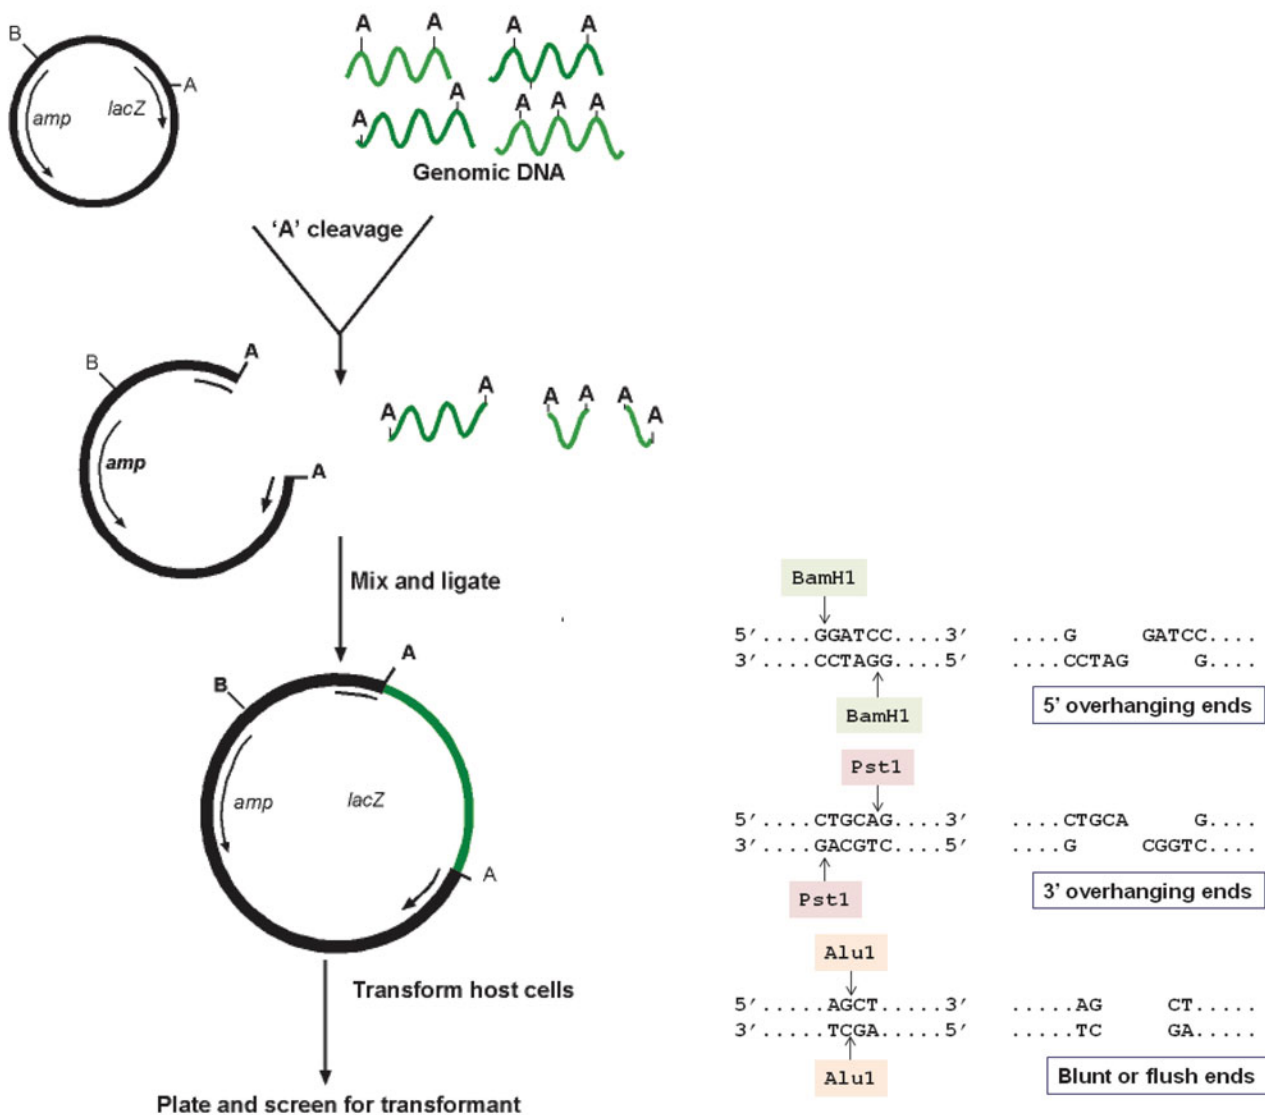 B
A
amp
lacZ
A
A
A
A
A
A
A
A
A
Genomic DNA
'A' cleavage
B
A
amp
A
A
A
A
A
A
A
Mix and ligate
B
A
amp
lacZ
A
Transform host cells
Plate and screen for transformant
BamH1
5′....GGATCC....3′ ....G GATCC....
3′....CCTAGG....5′ ....CCTAG G....
BamH1
5’ overhanging ends
Pst1
5′....CTGCAG....3′ ....CTGCA G....
3′....GACGTC....5′ ....G CGGTC....
Pst1
3’ overhanging ends
Alu1
5′.....AGCT.....3′ .....AG CT.....
3′.....TCGA.....5′ .....TC GA.....
Alu1
Blunt or flush ends